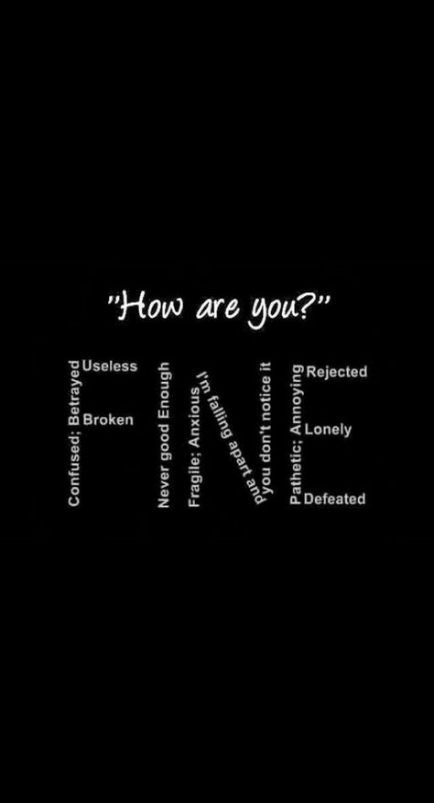 "How are you?"
Confused; Betrayed
Useless
Broken
Never good Enough
Fragile; Anxious
I'm falling apart and
you don't notice it
Pathetic; Annoying
Rejected
Lonely
Defeated